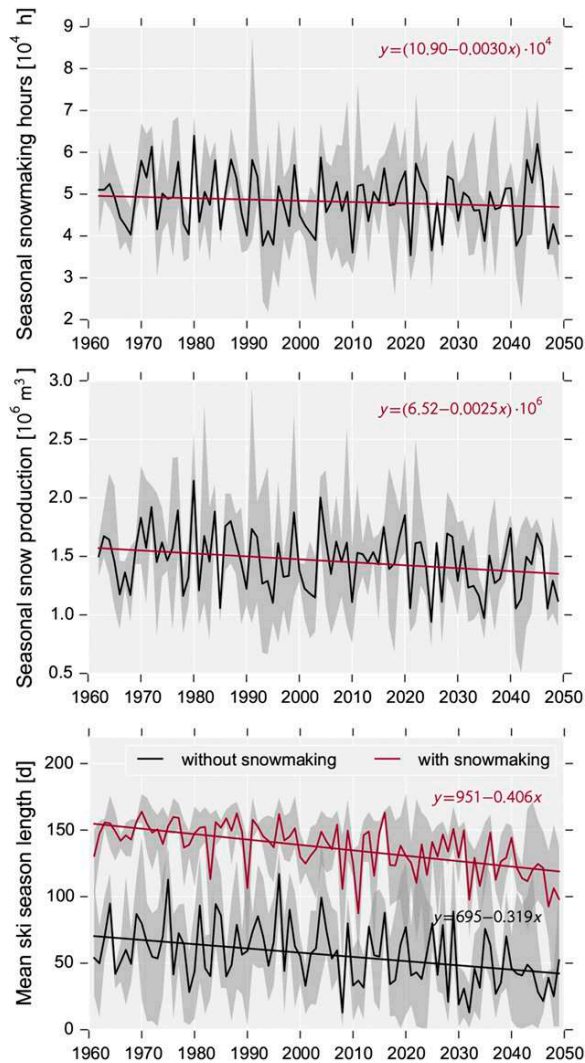 Seasonal snowmaking hours [10⁴ h]
9
8
7
6
5
4
3
2
y=(10.90−0.0030x)·10⁴
1960 1970 1980 1990 2000 2010 2020 2030 2040 2050
Seasonal snow production [10⁶ m³]
3.0
2.5
2.0
1.5
1.0
0.5
y=(6.52−0.0025x)·10⁶
1960 1970 1980 1990 2000 2010 2020 2030 2040 2050
Mean ski season length [d]
200
150
100
50
0
without snowmaking with snowmaking
y=951−0.406x
y=695−0.319x
1960 1970 1980 1990 2000 2010 2020 2030 2040 2050